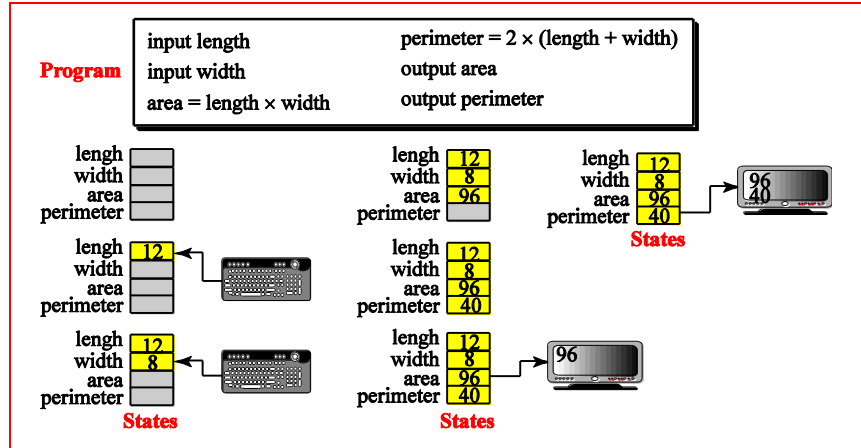 Program
input length
input width
area = length × width
perimeter = 2 × (length + width)
output area
output perimeter
lengh
width
area
perimeter
lengh 12
width
area
perimeter
lengh 12
width 8
area
perimeter
States
lengh 12
width 8
area 96
perimeter
lengh 12
width 8
area 96
perimeter 40
lengh 12
width 8
area 96
perimeter 40
States
96
lengh 12
width 8
area 96
perimeter 40
States
96
40